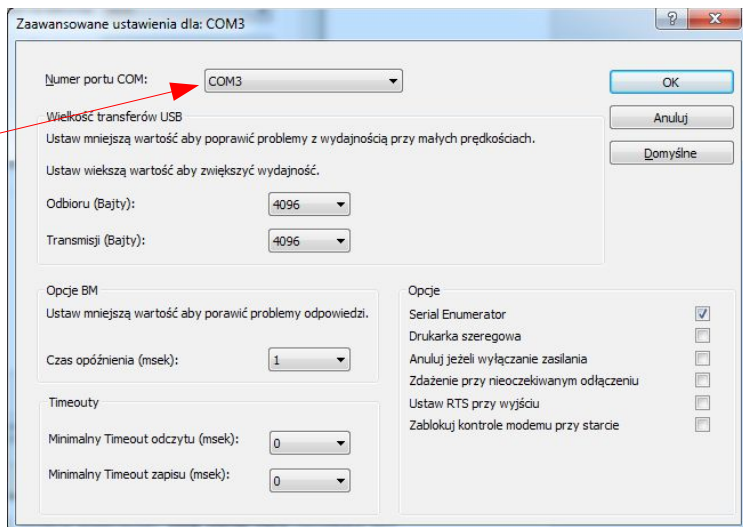 Zaawansowane ustawienia dla: COM3
Numer portu COM:
COM3
OK
Anuluj
Domyślne
Wielkość transferów USB
Ustaw mniejszą wartość aby poprawić problemy z wydajnością przy małych prędkościach.
Ustaw wiekszą wartość aby zwiększyć wydajność.
Odbioru (Bajty):
4096
Transmisji (Bajty):
4096
Opcje BM
Ustaw mniejszą wartość aby porawić problemy odpowiedzi.
Czas opóźnienia (msek):
1
Timeouty
Minimalny Timeout odczytu (msek):
0
Minimalny Timeout zapisu (msek):
0
Opcje
Serial Enumerator
Drukarka szeregowa
Anuluj jeżeli wyłączanie zasilania
Zdażenie przy nieoczekiwanym odłączeniu
Ustaw RTS przy wyjściu
Zablokuj kontrole modemu przy starcie